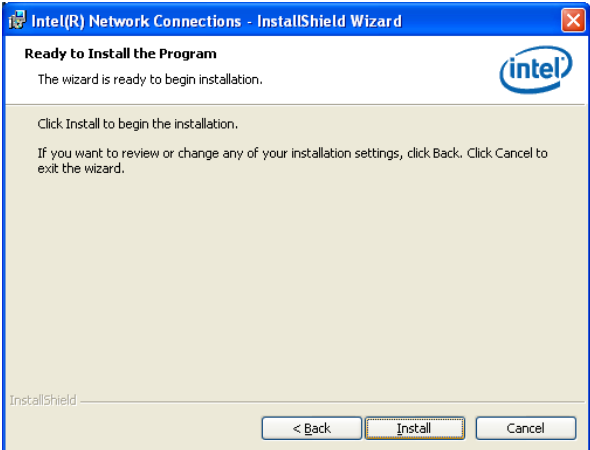 Intel(R) Network Connections - InstallShield Wizard
Ready to Install the Program
The wizard is ready to begin installation.
intel
Click Install to begin the installation.
If you want to review or change any of your installation settings, click Back. Click Cancel to
exit the wizard.
InstallShield
< Back
Install
Cancel